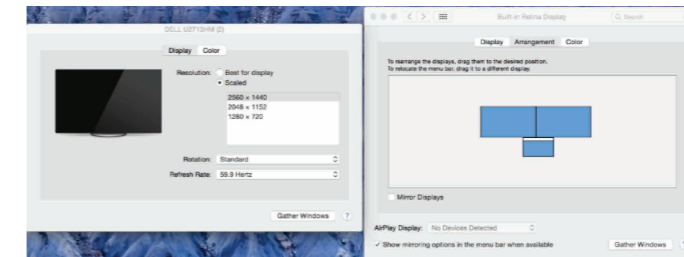 DELL U2713HM (2)
Display Color
Resolution: Best for display
Scaled
2560 × 1440
2048 × 1152
1280 × 720
Rotation: Standard
Refresh Rate: 59.9 Hertz
Gather Windows ?
Built-in Retina Display
Search
Display Arrangement Color
To rearrange the displays, drag them to the desired position.
To relocate the menu bar, drag it to a different display.
Mirror Displays
AirPlay Display: No Devices Detected
Show mirroring options in the menu bar when available
Gather Windows